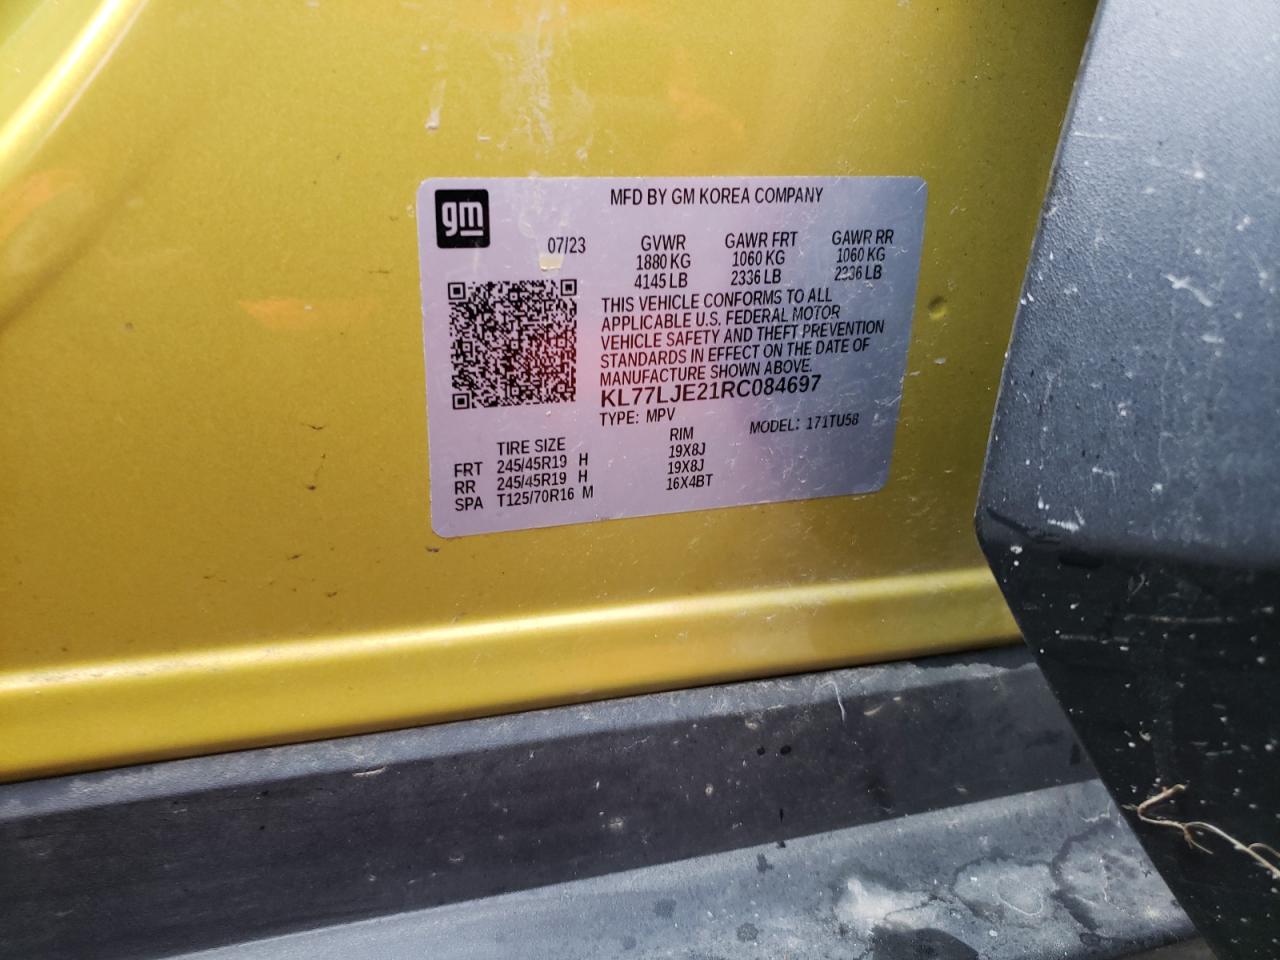 gm
MFD BY GM KOREA COMPANY
07/23
GVWR GAWR FRT GAWR RR
1880 KG 1060 KG 1060 KG
4145 LB 2336 LB 2336 LB
THIS VEHICLE CONFORMS TO ALL
APPLICABLE U.S. FEDERAL MOTOR
VEHICLE SAFETY AND THEFT PREVENTION
STANDARDS IN EFFECT ON THE DATE OF
MANUFACTURE SHOWN ABOVE.
KL77LJE21RC084697
TYPE: MPV MODEL: 171TU58
TIRE SIZE RIM
FRT 245/45R19 H 19X8J
RR 245/45R19 H 19X8J
SPA T125/70R16 M 16X4BT